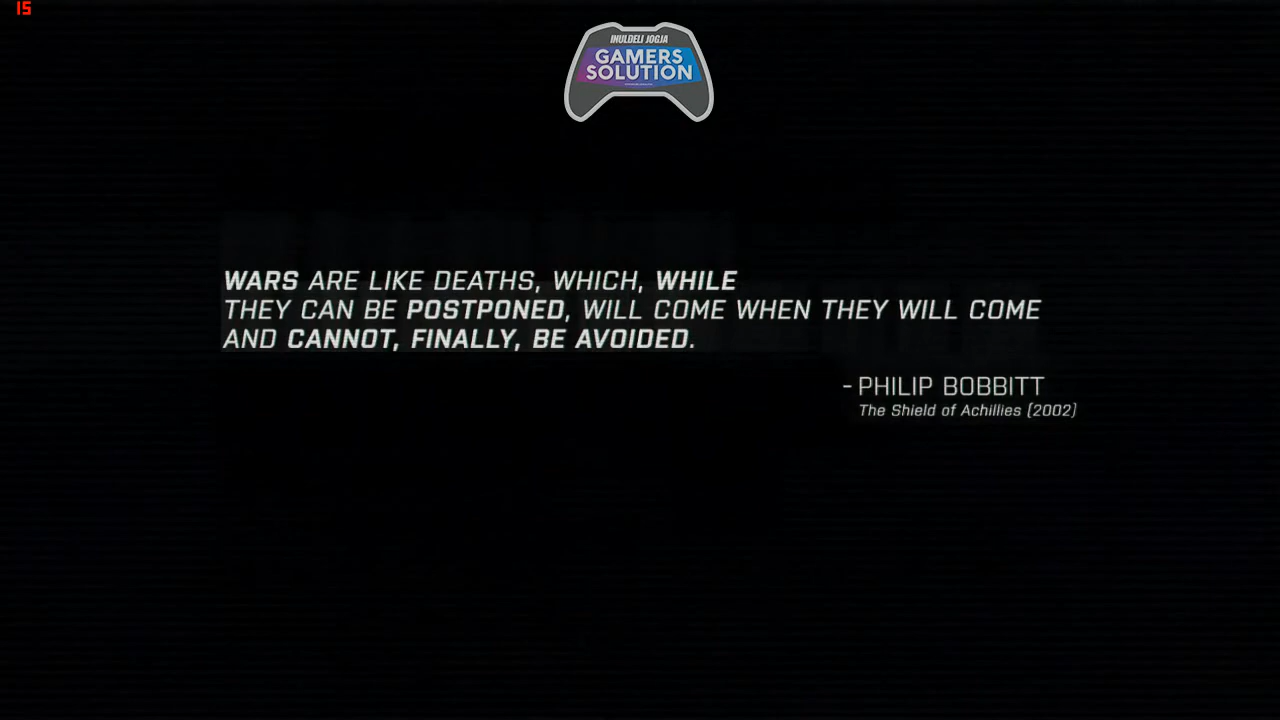 15
INULDELI JOGJA
GAMERS
SOLUTION
WARS ARE LIKE DEATHS, WHICH, WHILE
THEY CAN BE POSTPONED, WILL COME WHEN THEY WILL COME
AND CANNOT, FINALLY, BE AVOIDED.
- PHILIP BOBBITT
The Shield of Achillies (2002)